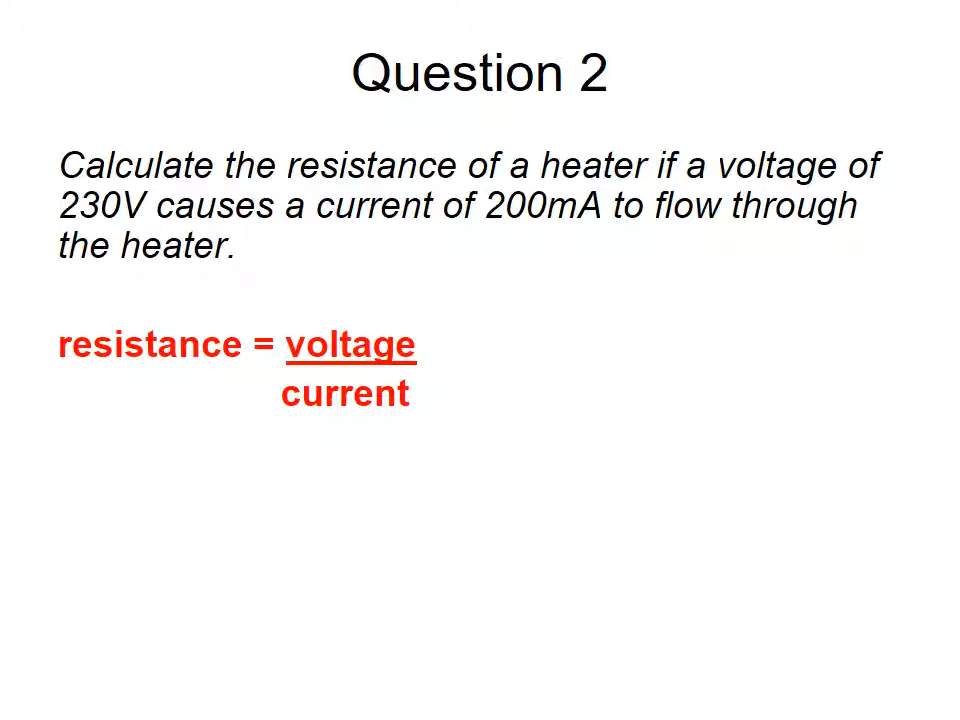 Question 2
Calculate the resistance of a heater if a voltage of
230V causes a current of 200mA to flow through
the heater.
resistance = voltage
current